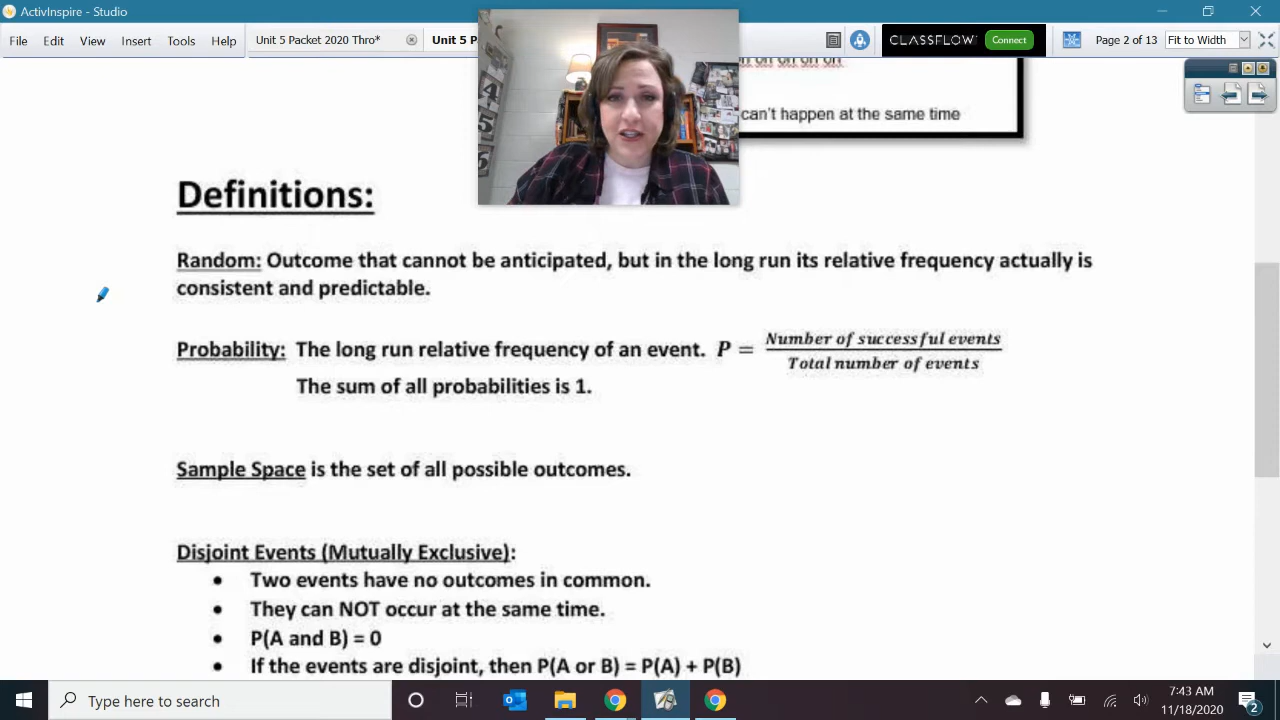 ActivInspire - Studio
File Edit View Insert Tools Help
Unit 5 Packet 2020 Thro*
Unit 5 P
CLASSFLOW Connect
Page 2 of 13
Fit to Width
can't happen at the same time
Definitions:
Random: Outcome that cannot be anticipated, but in the long run its relative frequency actually is
consistent and predictable.
Probability: The long run relative frequency of an event. P = Number of successful events
Total number of events
The sum of all probabilities is 1.
Sample Space is the set of all possible outcomes.
Disjoint Events (Mutually Exclusive):
• Two events have no outcomes in common.
• They can NOT occur at the same time.
• P(A and B) = 0
• If the events are disjoint, then P(A or B) = P(A) + P(B)
4
5
6
Type here to search
7:43 AM
11/18/2020
2